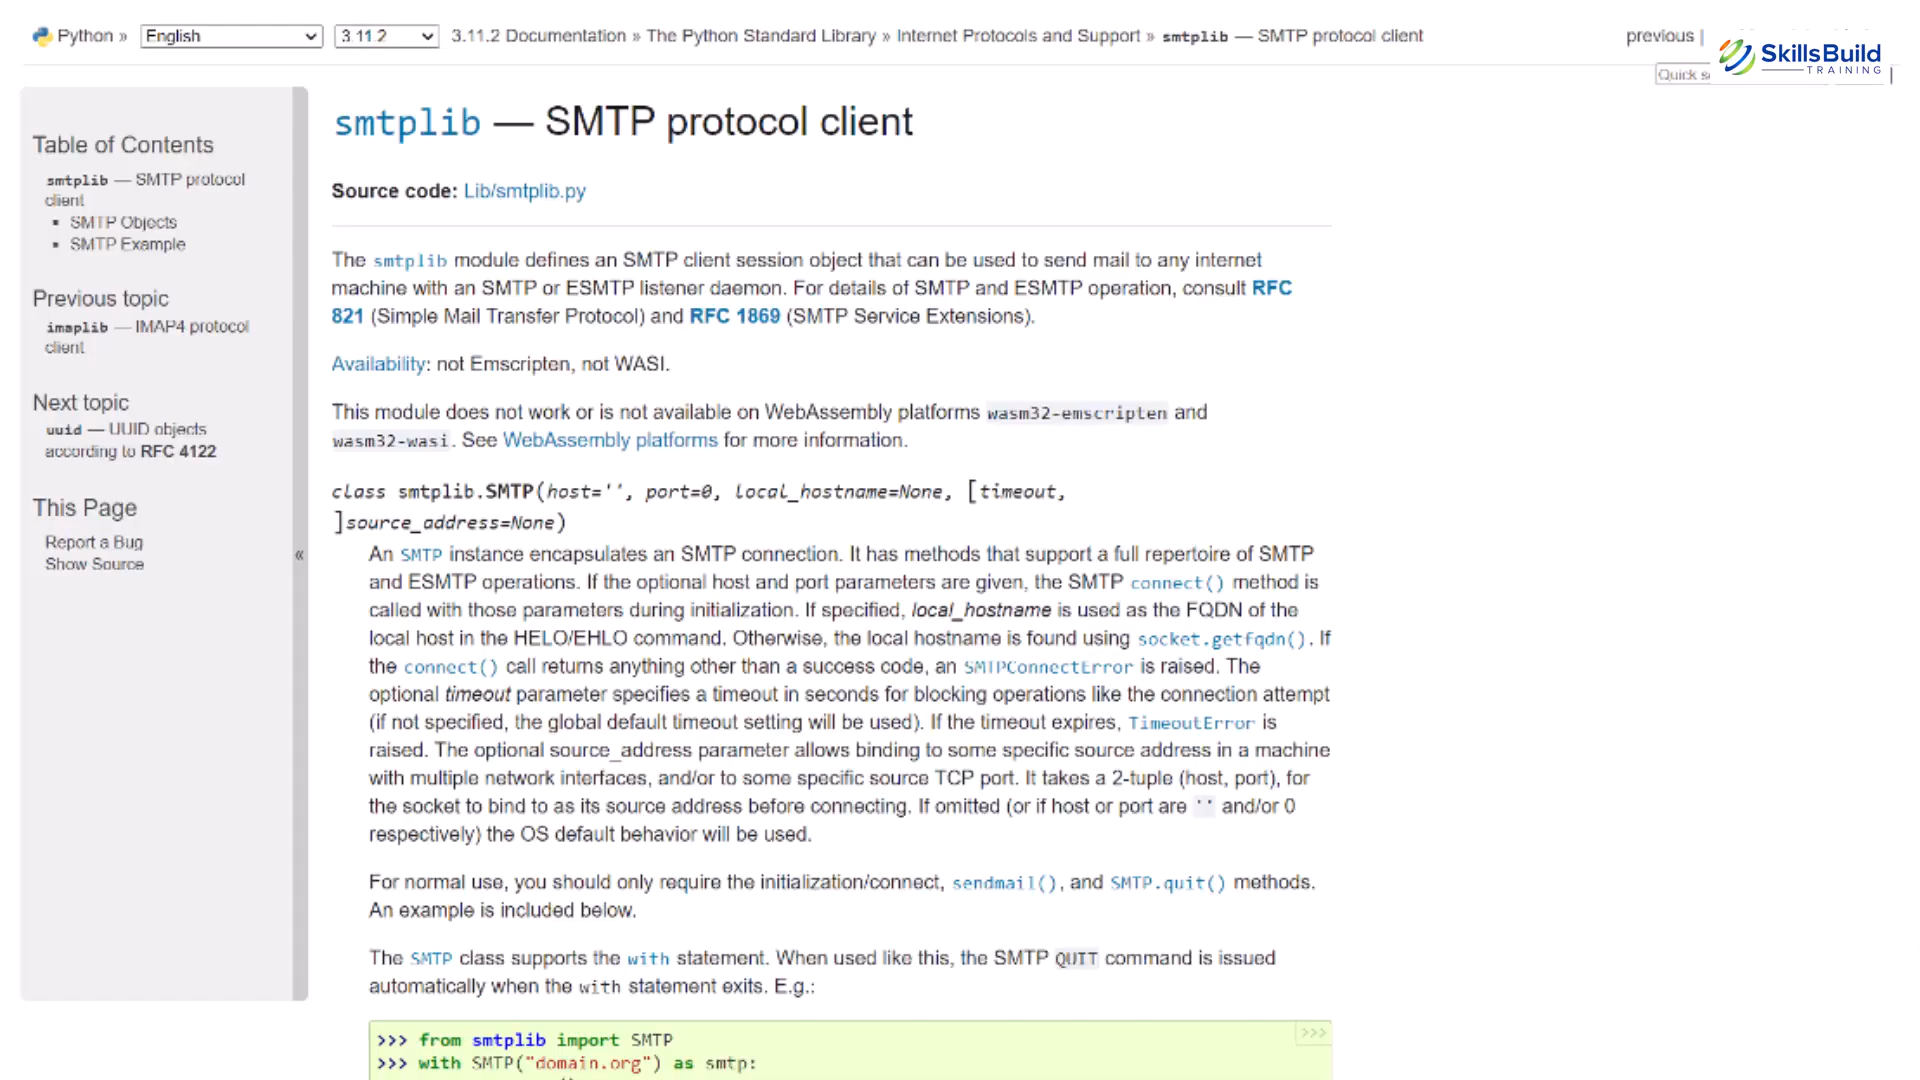 Python » English 3.11.2 3.11.2 Documentation » The Python Standard Library » Internet Protocols and Support » smtplib — SMTP protocol client previous |
SkillsBuild
TRAINING
Quick s
Table of Contents
smtplib — SMTP protocol
client
SMTP Objects
SMTP Example
Previous topic
imaplib — IMAP4 protocol
client
Next topic
uuid — UUID objects
according to RFC 4122
This Page
Report a Bug
Show Source
«
smtplib — SMTP protocol client
Source code: Lib/smtplib.py
The smtplib module defines an SMTP client session object that can be used to send mail to any internet
machine with an SMTP or ESMTP listener daemon. For details of SMTP and ESMTP operation, consult RFC
821 (Simple Mail Transfer Protocol) and RFC 1869 (SMTP Service Extensions).
Availability: not Emscripten, not WASI.
This module does not work or is not available on WebAssembly platforms wasm32-emscripten and
wasm32-wasi. See WebAssembly platforms for more information.
class smtplib.SMTP(host='', port=0, local_hostname=None, [timeout,
]source_address=None)
An SMTP instance encapsulates an SMTP connection. It has methods that support a full repertoire of SMTP
and ESMTP operations. If the optional host and port parameters are given, the SMTP connect() method is
called with those parameters during initialization. If specified, local_hostname is used as the FQDN of the
local host in the HELO/EHLO command. Otherwise, the local hostname is found using socket.getfqdn(). If
the connect() call returns anything other than a success code, an SMTPConnectError is raised. The
optional timeout parameter specifies a timeout in seconds for blocking operations like the connection attempt
(if not specified, the global default timeout setting will be used). If the timeout expires, TimeoutError is
raised. The optional source_address parameter allows binding to some specific source address in a machine
with multiple network interfaces, and/or to some specific source TCP port. It takes a 2-tuple (host, port), for
the socket to bind to as its source address before connecting. If omitted (or if host or port are '' and/or 0
respectively) the OS default behavior will be used.
For normal use, you should only require the initialization/connect, sendmail(), and SMTP.quit() methods.
An example is included below.
The SMTP class supports the with statement. When used like this, the SMTP QUIT command is issued
automatically when the with statement exits. E.g.:
>>>
>>> from smtplib import SMTP
>>> with SMTP("domain.org") as smtp: